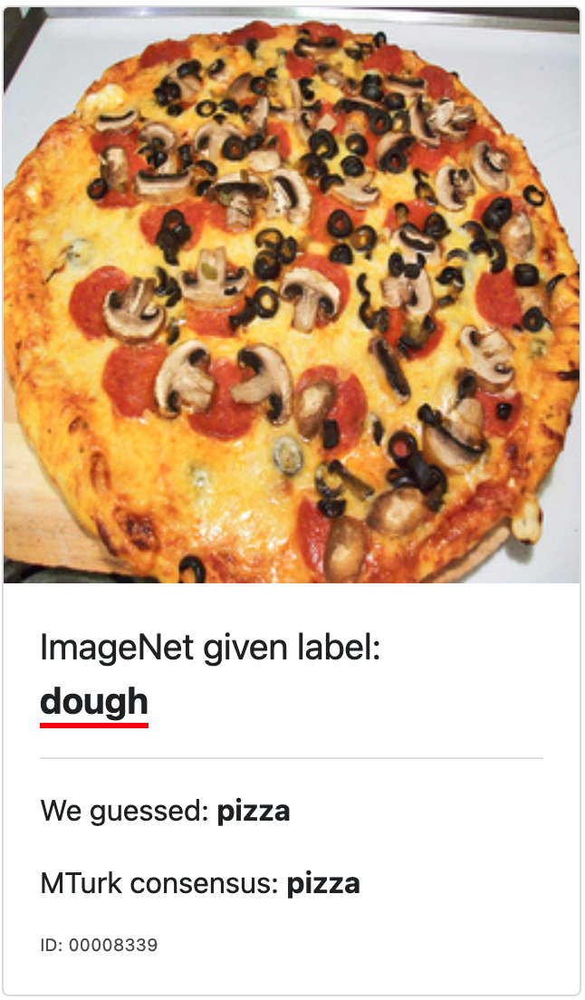 ImageNet given label:
dough
We guessed: pizza
MTurk consensus: pizza
ID: 00008339